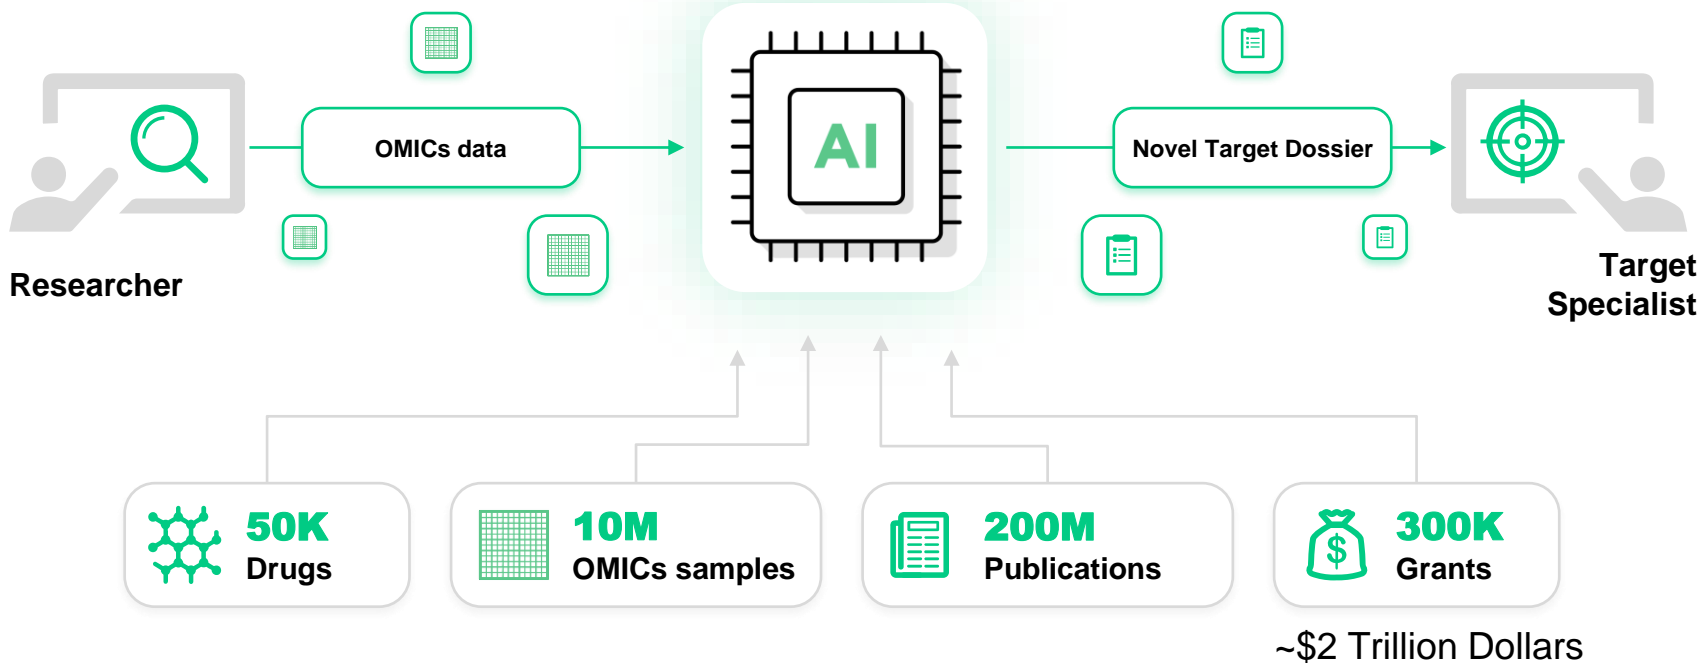 OMICs data
AI
Novel Target Dossier
Researcher
Target
Specialist
50K
Drugs
10M
OMICs samples
200M
Publications
$
300K
Grants
~$2 Trillion Dollars